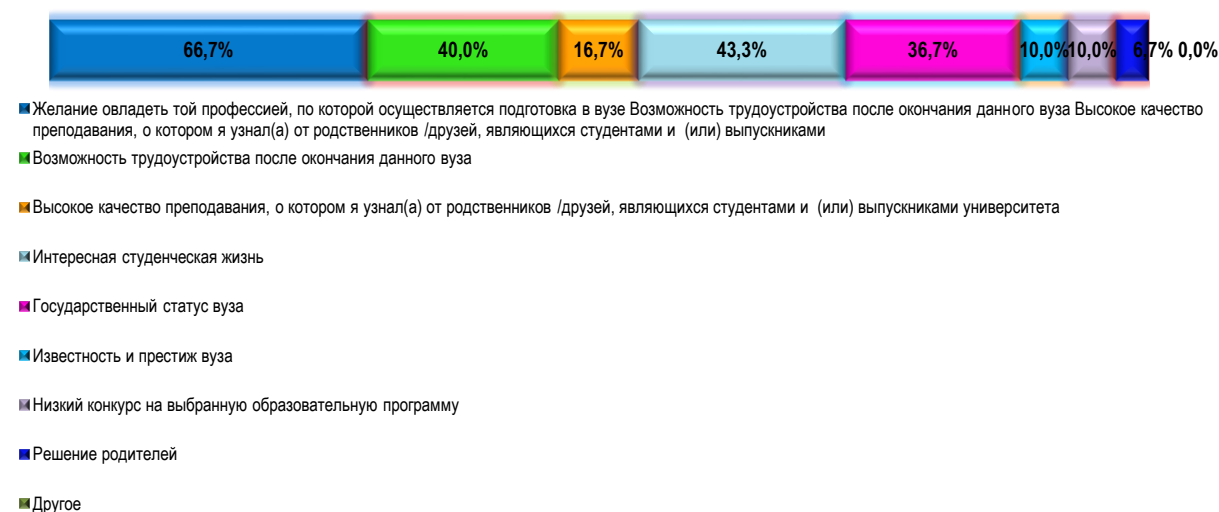 66,7% 40,0% 16,7% 43,3% 36,7% 10,0% 10,0% 6,7% 0,0%
Желание овладеть той профессией, по которой осуществляется подготовка в вузе Возможность трудоустройства после окончания данного вуза Высокое качество
преподавания, о котором я узнал(а) от родственников /друзей, являющихся студентами и (или) выпускниками
Возможность трудоустройства после окончания данного вуза
Высокое качество преподавания, о котором я узнал(а) от родственников /друзей, являющихся студентами и (или) выпускниками университета
Интересная студенческая жизнь
Государственный статус вуза
Известность и престиж вуза
Низкий конкурс на выбранную образовательную программу
Решение родителей
Другое